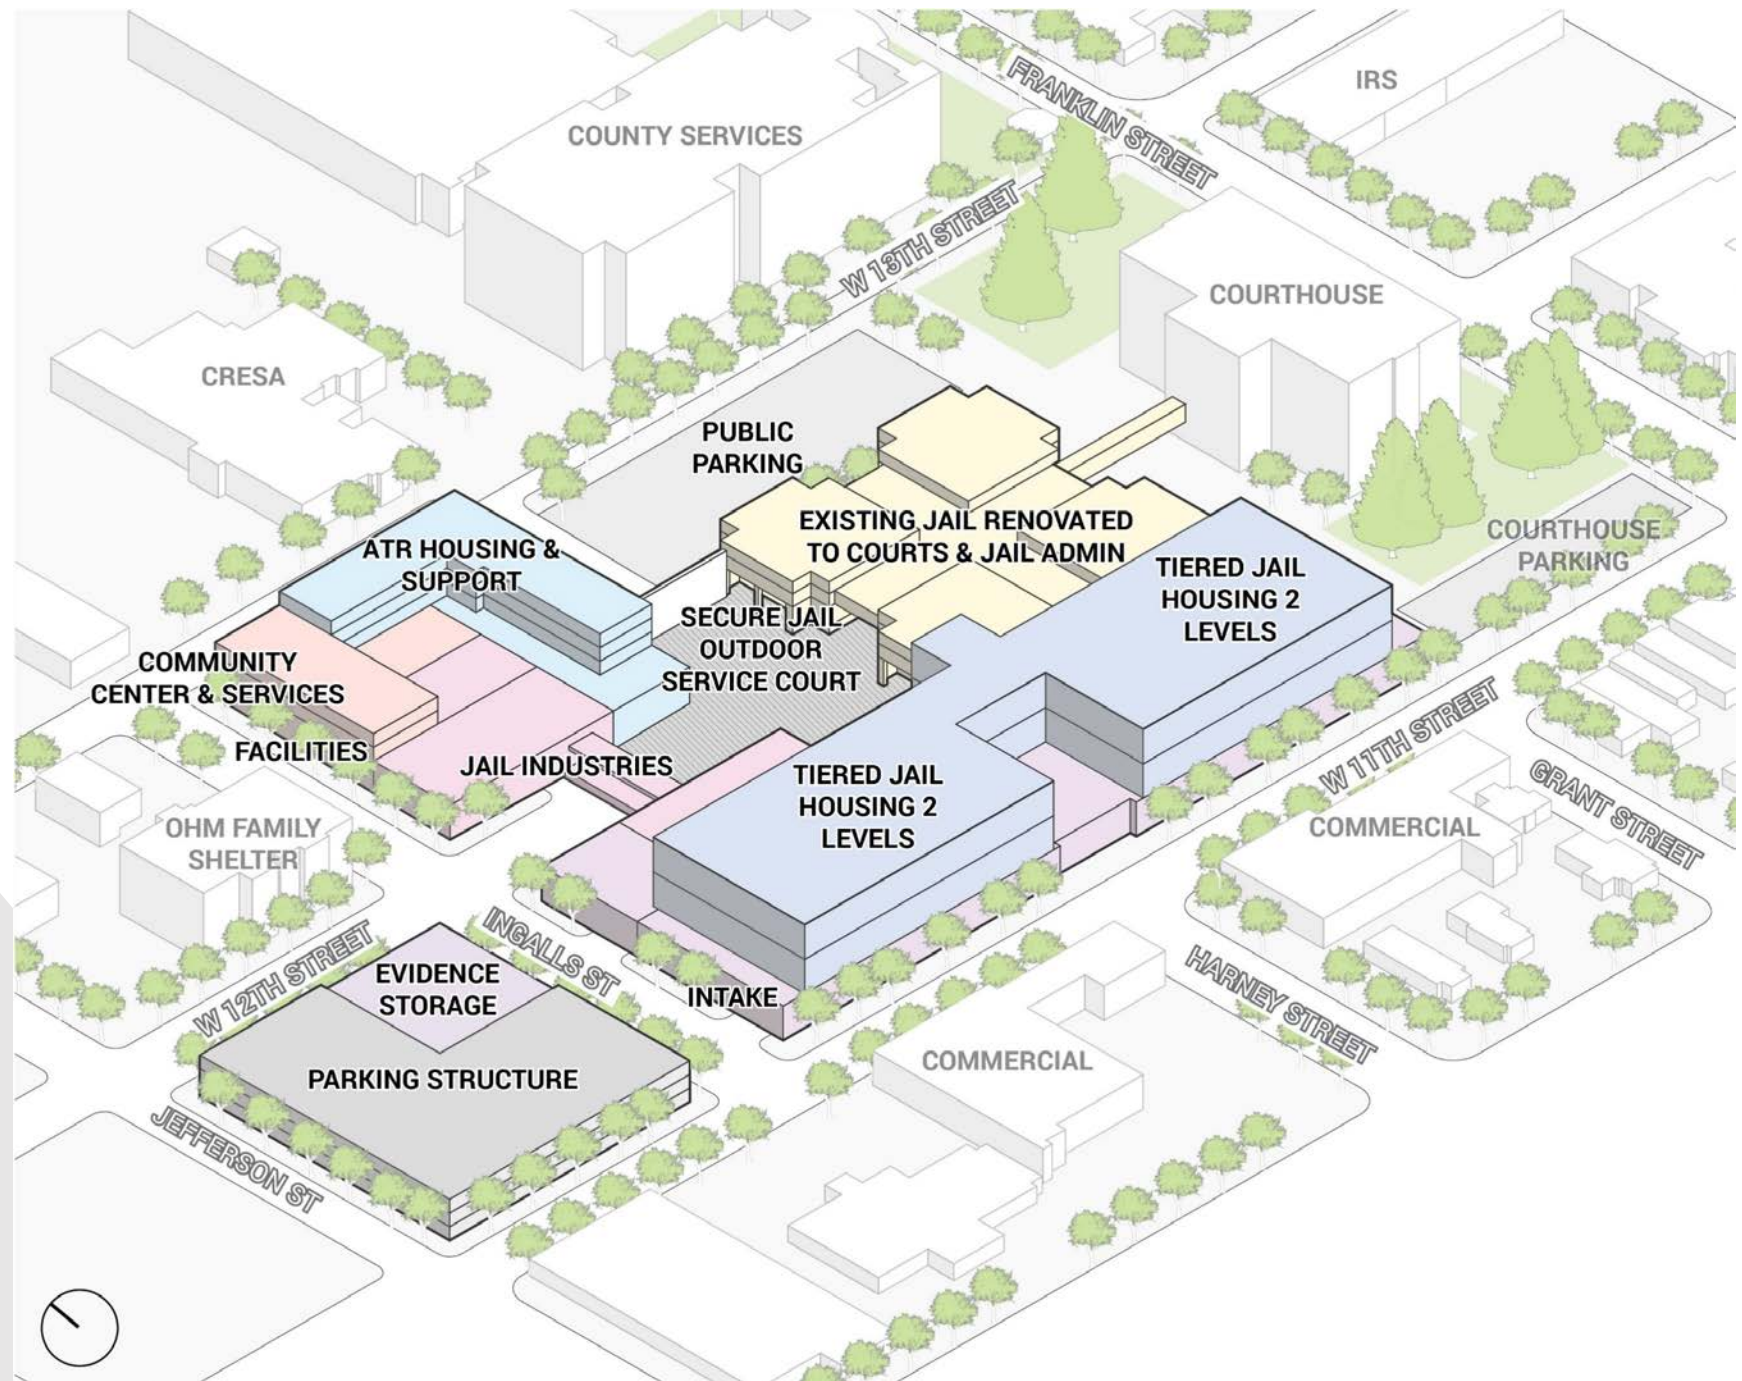 FRANKLIN STREET
IRS
COUNTY SERVICES
W 13TH STREET
COURTHOUSE
CRESA
PUBLIC
PARKING
EXISTING JAIL RENOVATED
TO COURTS & JAIL ADMIN
COURTHOUSE
PARKING
ATR HOUSING &
SUPPORT
TIERED JAIL
HOUSING 2
LEVELS
SECURE JAIL
OUTDOOR
SERVICE COURT
COMMUNITY
CENTER & SERVICES
FACILITIES
JAIL INDUSTRIES
TIERED JAIL
HOUSING 2
LEVELS
W 11TH STREET
GRANT STREET
OHM FAMILY
SHELTER
COMMERCIAL
W 12TH STREET
INGALLS ST
EVIDENCE
STORAGE
INTAKE
HARNEY STREET
COMMERCIAL
PARKING STRUCTURE
JEFFERSON ST